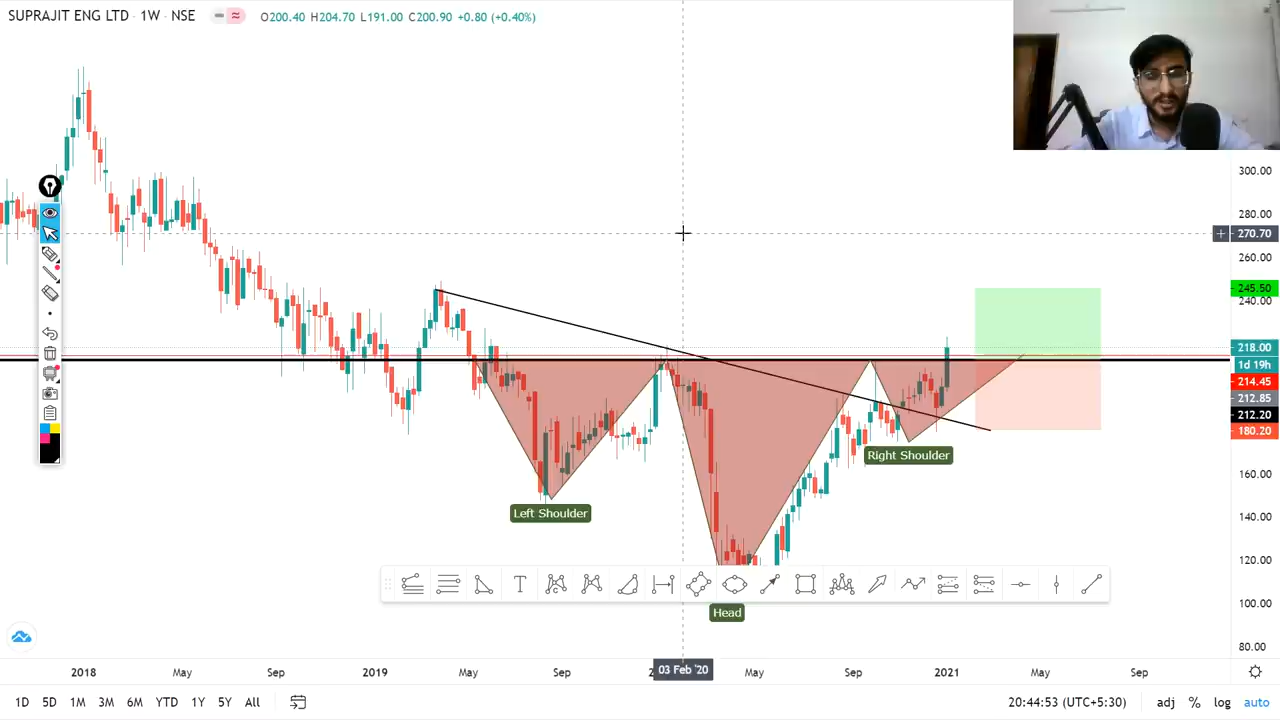 SUPRAJIT ENG LTD · 1W · NSE O200.40 H204.70 L191.00 C200.90 +0.80 (+0.40%)
300.00
280.00
270.70
260.00
245.50
240.00
218.00
1d 19h
214.45
212.85
212.20
180.20
160.00
140.00
120.00
100.00
80.00
Right Shoulder
Left Shoulder
T
Head
2018 May Sep 2019 May Sep 03 Feb '20 May Sep 2021 May Sep
1D 5D 1M 3M 6M YTD 1Y 5Y All 20:44:53 (UTC+5:30) adj % log auto